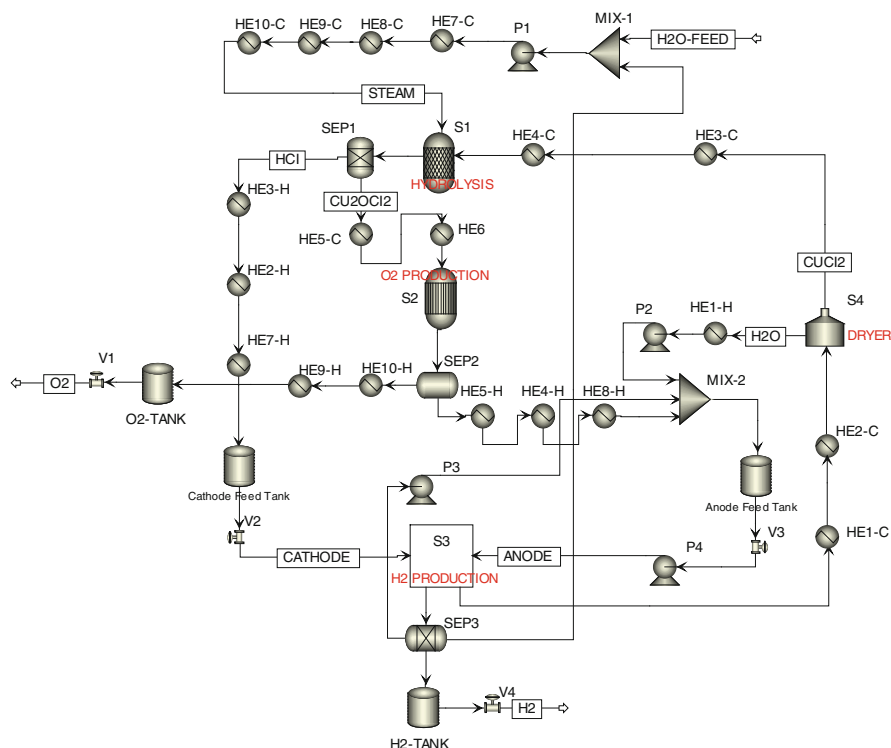 MIX-1
HE10-C
HE9-C
HE8-C
HE7-C
P1
H2O-FEED
STEAM
SEP1
S1
HE4-C
HE3-C
HCl
HYDROLYSIS
HE3-H
CU2OCl2
HE5-C
HE6
CUCl2
O2 PRODUCTION
HE2-H
S2
P2
HE1-H
S4
H2O
DRYER
HE7-H
V1
SEP2
HE9-H
HE10-H
O2
HE5-H
HE4-H
HE8-H
MIX-2
O2-TANK
HE2-C
P3
Cathode Feed Tank
Anode Feed Tank
V2
V3
HE1-C
S3
P4
CATHODE
ANODE
H2 PRODUCTION
SEP3
V4
H2
H2-TANK